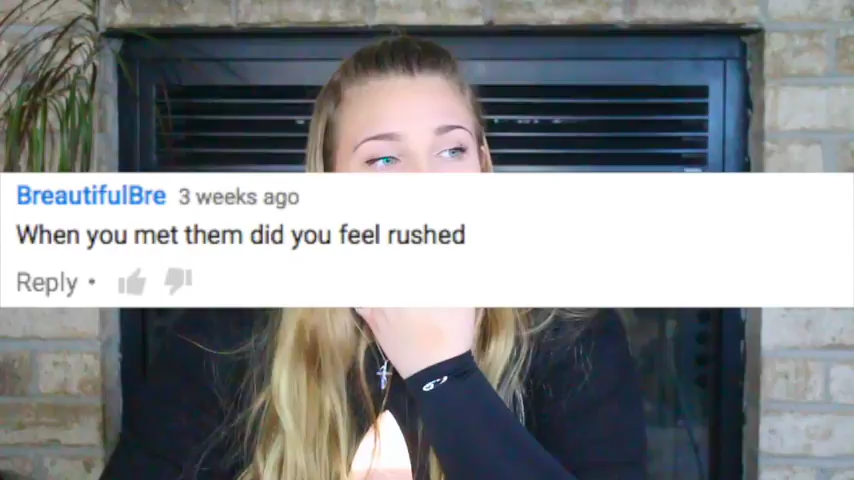 BreautifulBre 3 weeks ago
When you met them did you feel rushed
Reply •